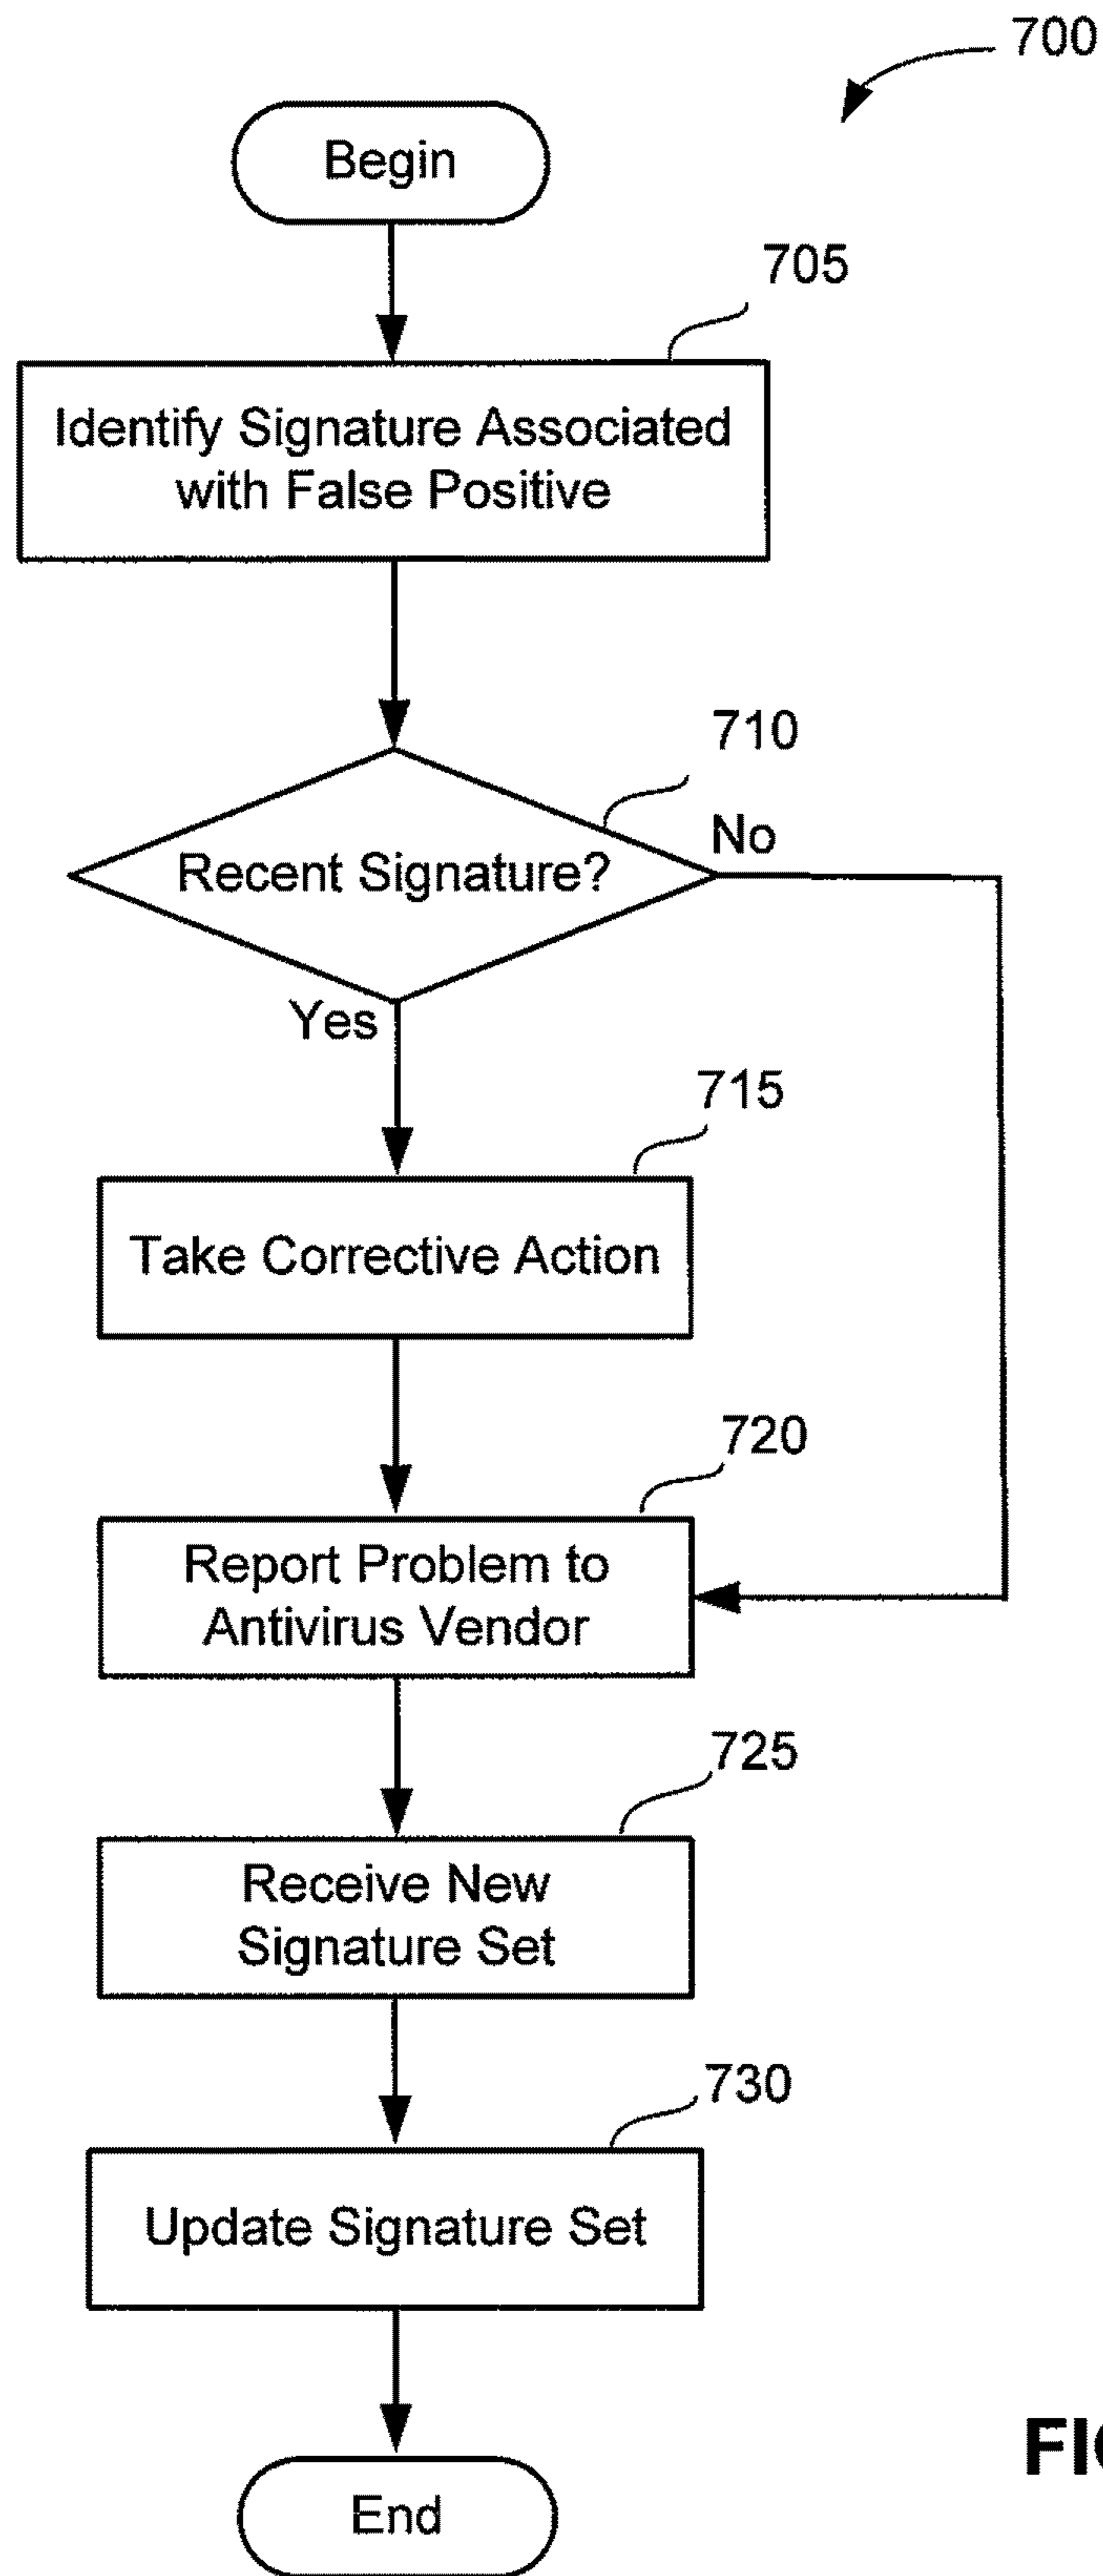 700
Begin
705
Identify Signature Associated
with False Positive
710
No
Recent Signature?
Yes
715
Take Corrective Action
720
Report Problem to
Antivirus Vendor
725
Receive New
Signature Set
730
Update Signature Set
End